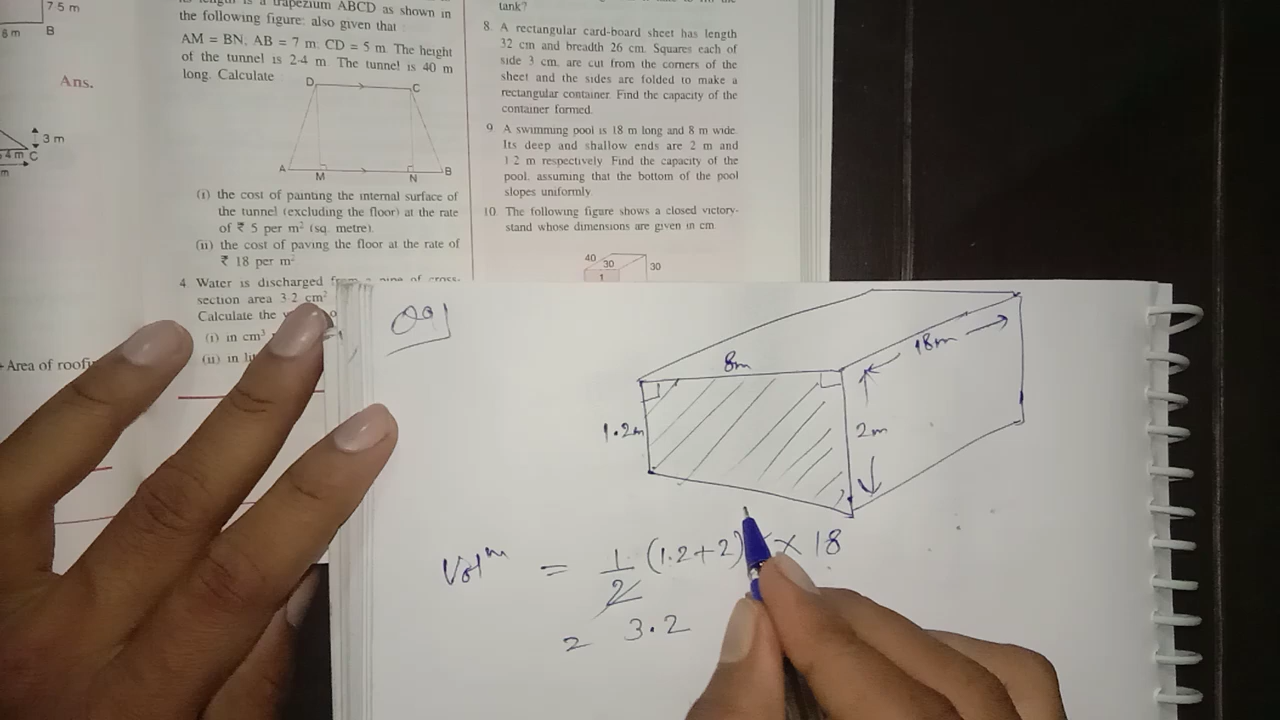 7·5 m
8 m
B
Ans.
3 m
4 m C
m
Area of roofi
its length is a trapezium ABCD as shown in
the following figure; also given that :
AM = BN; AB = 7 m; CD = 5 m. The height
of the tunnel is 2·4 m. The tunnel is 40 m
long. Calculate :
D
C
A
M
N
B
(i) the cost of painting the internal surface of
the tunnel (excluding the floor) at the rate
of ₹ 5 per m² (sq. metre).
(ii) the cost of paving the floor at the rate of
₹ 18 per m²
4. Water is discharged from a pipe of cross-
section area 3·2 cm²
Calculate the
(i) in cm³
(ii) in
tank?
8. A rectangular card-board sheet has length
32 cm and breadth 26 cm. Squares each of
side 3 cm, are cut from the corners of the
sheet and the sides are folded to make a
rectangular container. Find the capacity of the
container formed.
9. A swimming pool is 18 m long and 8 m wide.
Its deep and shallow ends are 2 m and
1·2 m respectively. Find the capacity of the
pool, assuming that the bottom of the pool
slopes uniformly.
10. The following figure shows a closed victory-
stand whose dimensions are given in cm.
40
30
30
1
Q9
8m
18m
1.2m
2m
Vol^m = 1/2 (1.2+2) × 18
= 3.2